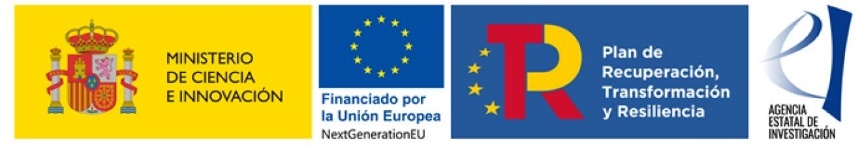 MINISTERIO
DE CIENCIA
E INNOVACIÓN
Financiado por
la Unión Europea
NextGenerationEU
Plan de
Recuperación,
Transformación
y Resiliencia
AGENCIA
ESTATAL DE
INVESTIGACIÓN